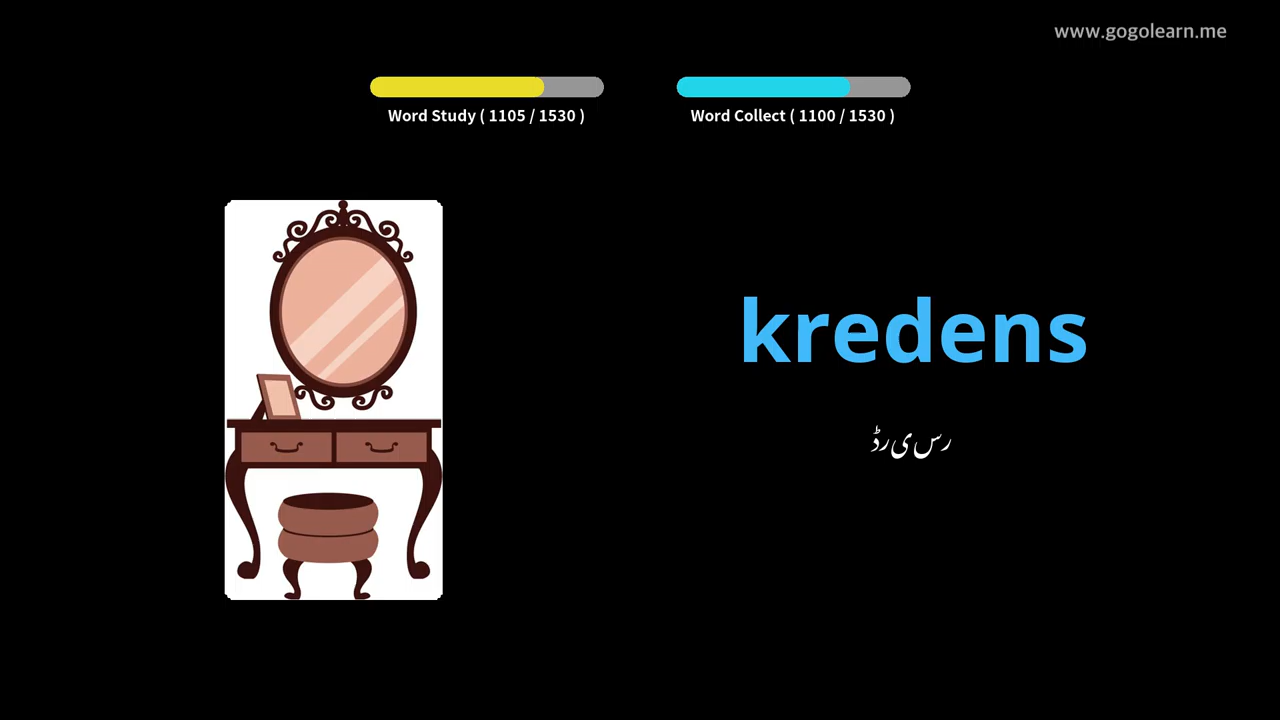 www.gogolearn.me
Word Study ( 1105 / 1530 )
Word Collect ( 1100 / 1530 )
kredens
رس ی رڈ